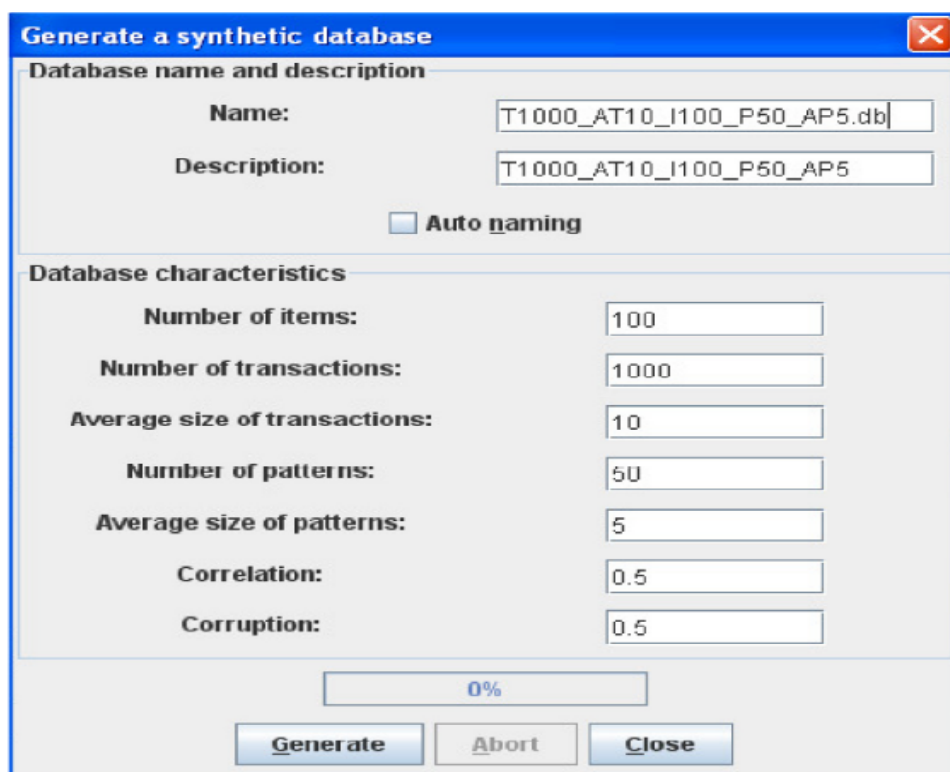 Generate a synthetic database
Database name and description
Name: T1000_AT10_I100_P50_AP5.db
Description: T1000_AT10_I100_P50_AP5
Auto naming
Database characteristics
Number of items: 100
Number of transactions: 1000
Average size of transactions: 10
Number of patterns: 50
Average size of patterns: 5
Correlation: 0.5
Corruption: 0.5
0%
Generate Abort Close